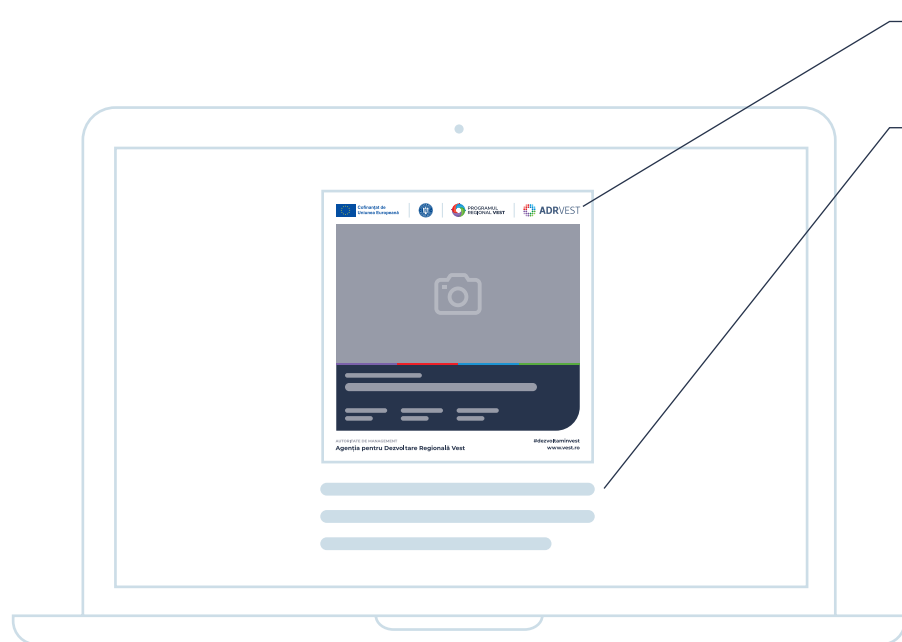 Cofinanțat de
Uniunea Europeană
PROGRAMUL
REGIONAL VEST
ADRVEST
AUTORITATE DE MANAGEMENT
Agenția pentru Dezvoltare Regională Vest
#dezvoltaminvest
www.vest.ro